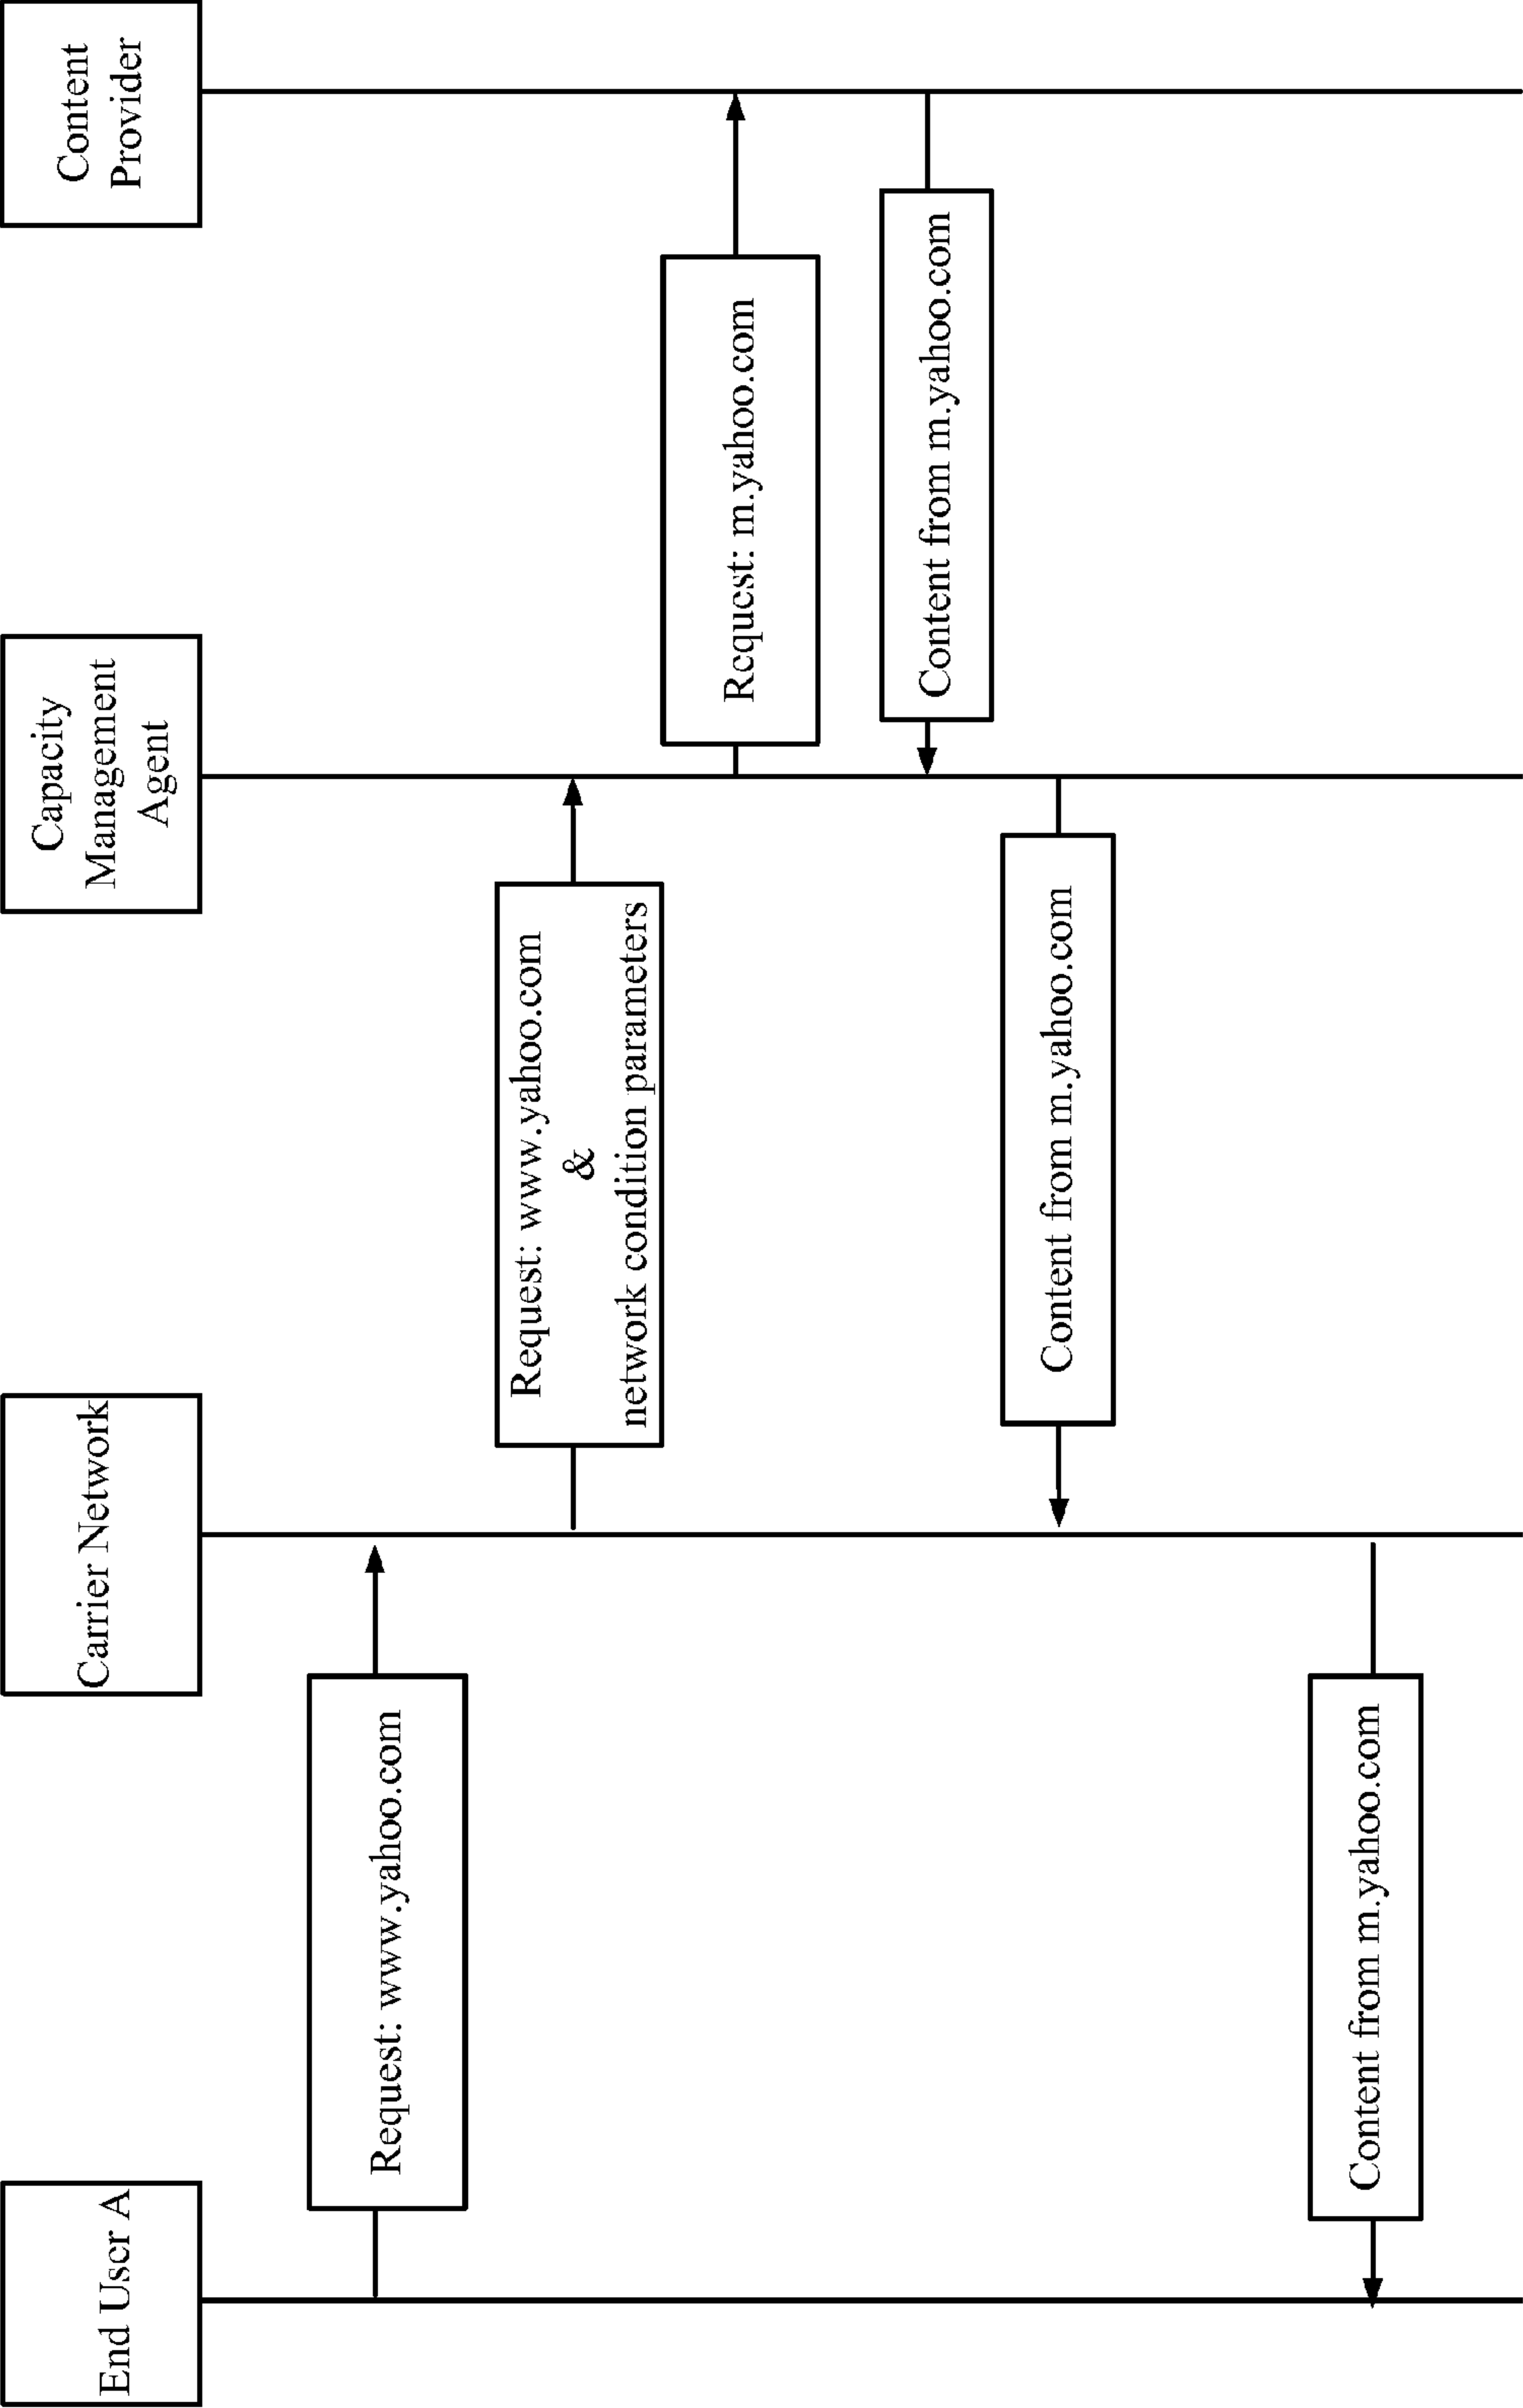 End User A
Carrier Network
Capacity
Management
Agent
Content
Provider
Request: www.yahoo.com
Request: www.yahoo.com
&
network condition parameters
Request: m.yahoo.com
Content from m.yahoo.com
Content from m.yahoo.com
Content from m.yahoo.com